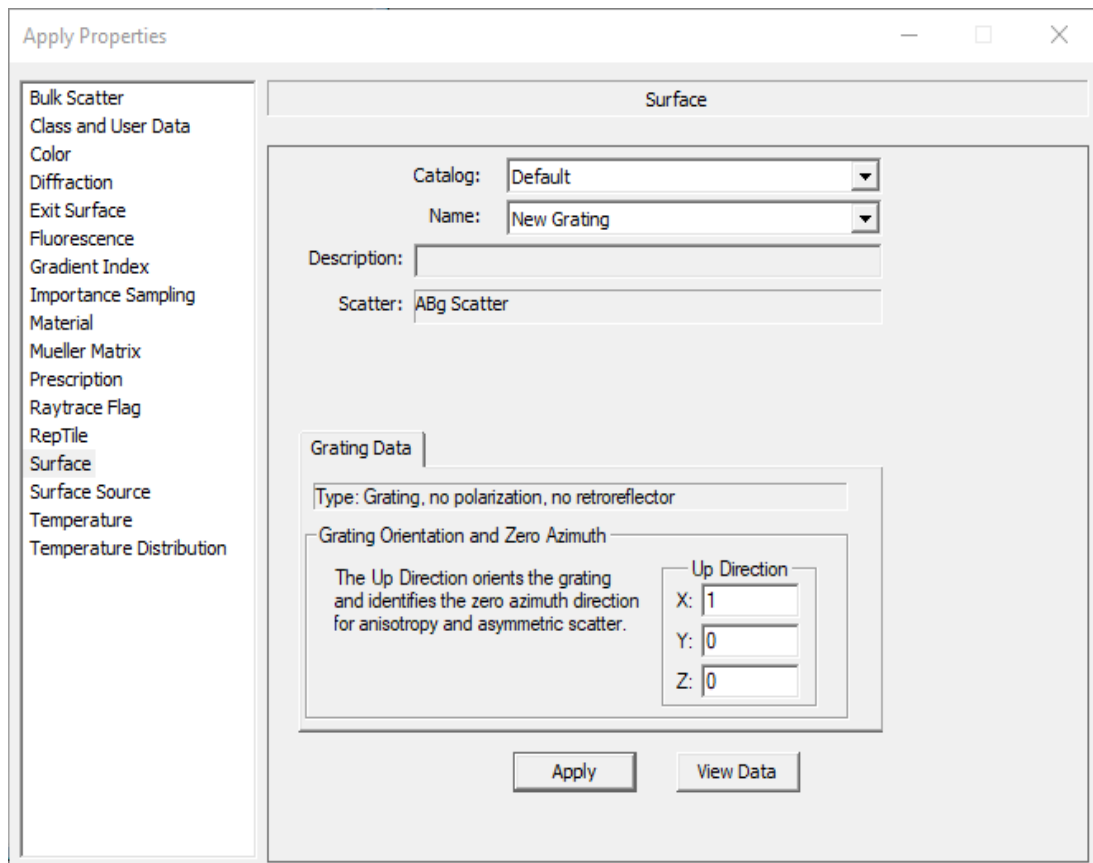 Apply Properties
Bulk Scatter
Class and User Data
Color
Diffraction
Exit Surface
Fluorescence
Gradient Index
Importance Sampling
Material
Mueller Matrix
Prescription
Raytrace Flag
RepTile
Surface
Surface Source
Temperature
Temperature Distribution
Surface
Catalog: Default
Name: New Grating
Description:
Scatter: ABg Scatter
Grating Data
Type: Grating, no polarization, no retroreflector
Grating Orientation and Zero Azimuth
The Up Direction orients the grating
and identifies the zero azimuth direction
for anisotropy and asymmetric scatter.
Up Direction
X: 1
Y: 0
Z: 0
Apply
View Data